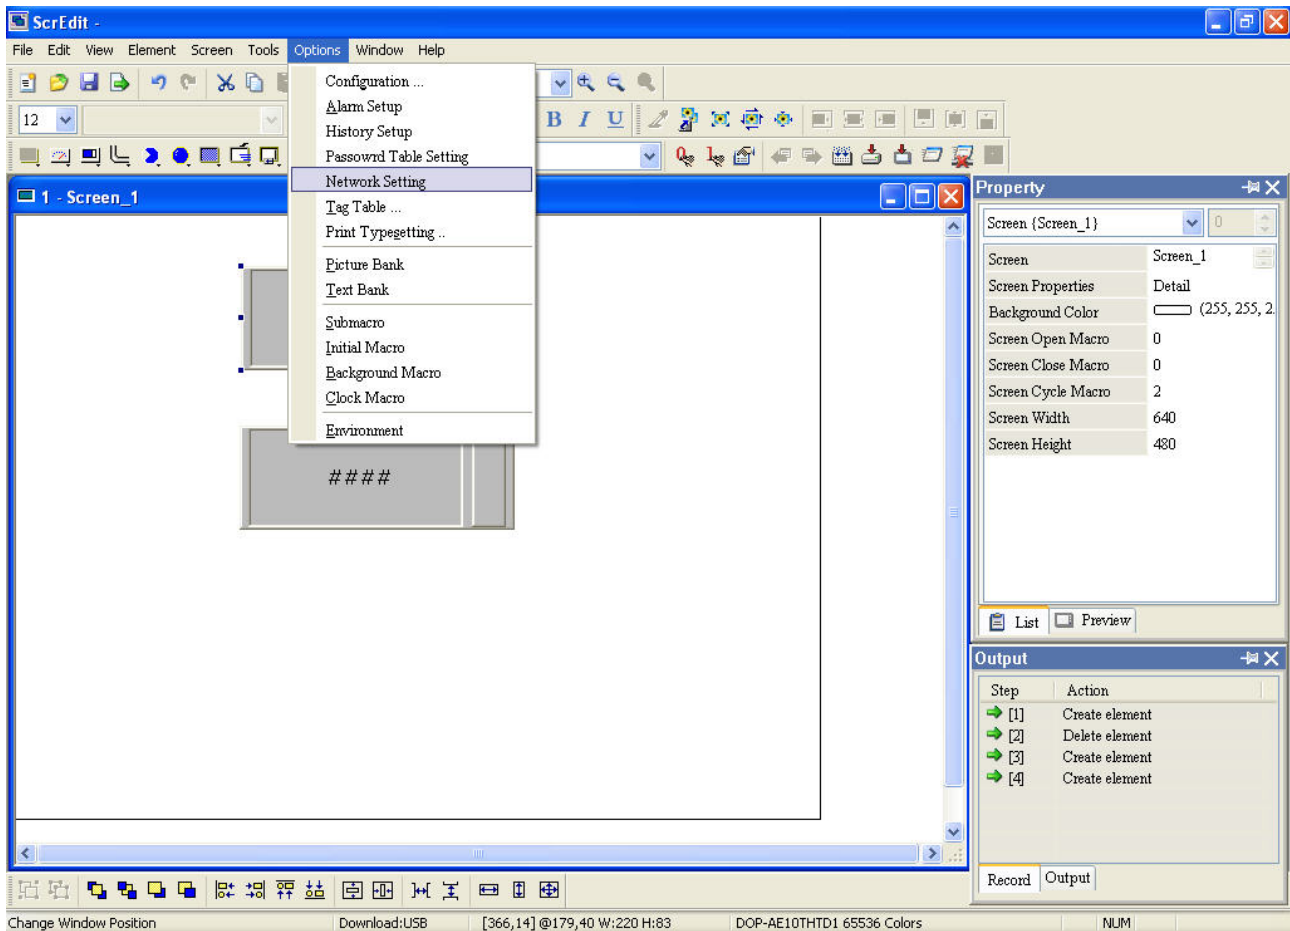 ScrEdit -
File Edit View Element Screen Tools Options Window Help
12
B I U
Configuration ...
Alarm Setup
History Setup
Passowrd Table Setting
Network Setting
Tag Table ...
Print Typesetting ..
Picture Bank
Text Bank
Submacro
Initial Macro
Background Macro
Clock Macro
Environment
1 - Screen_1
####
Property
Screen {Screen_1} 0
Screen Screen_1
Screen Properties Detail
Background Color (255, 255, 2
Screen Open Macro 0
Screen Close Macro 0
Screen Cycle Macro 2
Screen Width 640
Screen Height 480
List Preview
Output
Step Action
[1] Create element
[2] Delete element
[3] Create element
[4] Create element
Record Output
Change Window Position Download:USB [366,14] @179,40 W:220 H:83 DOP-AE10THTD1 65536 Colors NUM